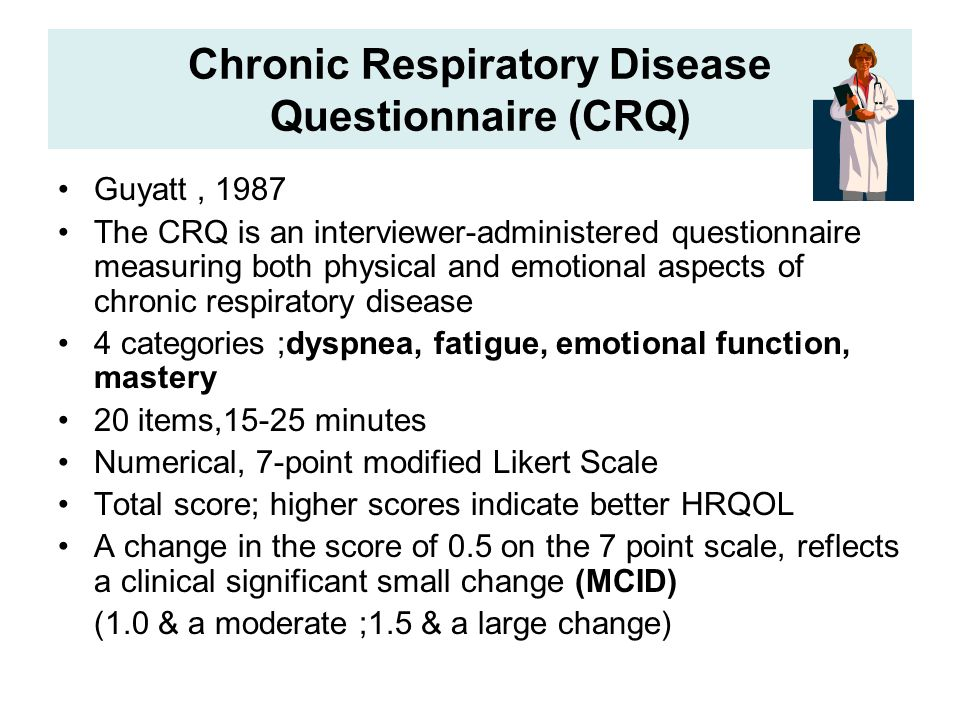 Chronic Respiratory Disease
Questionnaire (CRQ)
• Guyatt , 1987
• The CRQ is an interviewer-administered questionnaire
measuring both physical and emotional aspects of
chronic respiratory disease
• 4 categories ;dyspnea, fatigue, emotional function,
mastery
• 20 items,15-25 minutes
• Numerical, 7-point modified Likert Scale
• Total score; higher scores indicate better HRQOL
• A change in the score of 0.5 on the 7 point scale, reflects
a clinical significant small change (MCID)
(1.0 & a moderate ;1.5 & a large change)